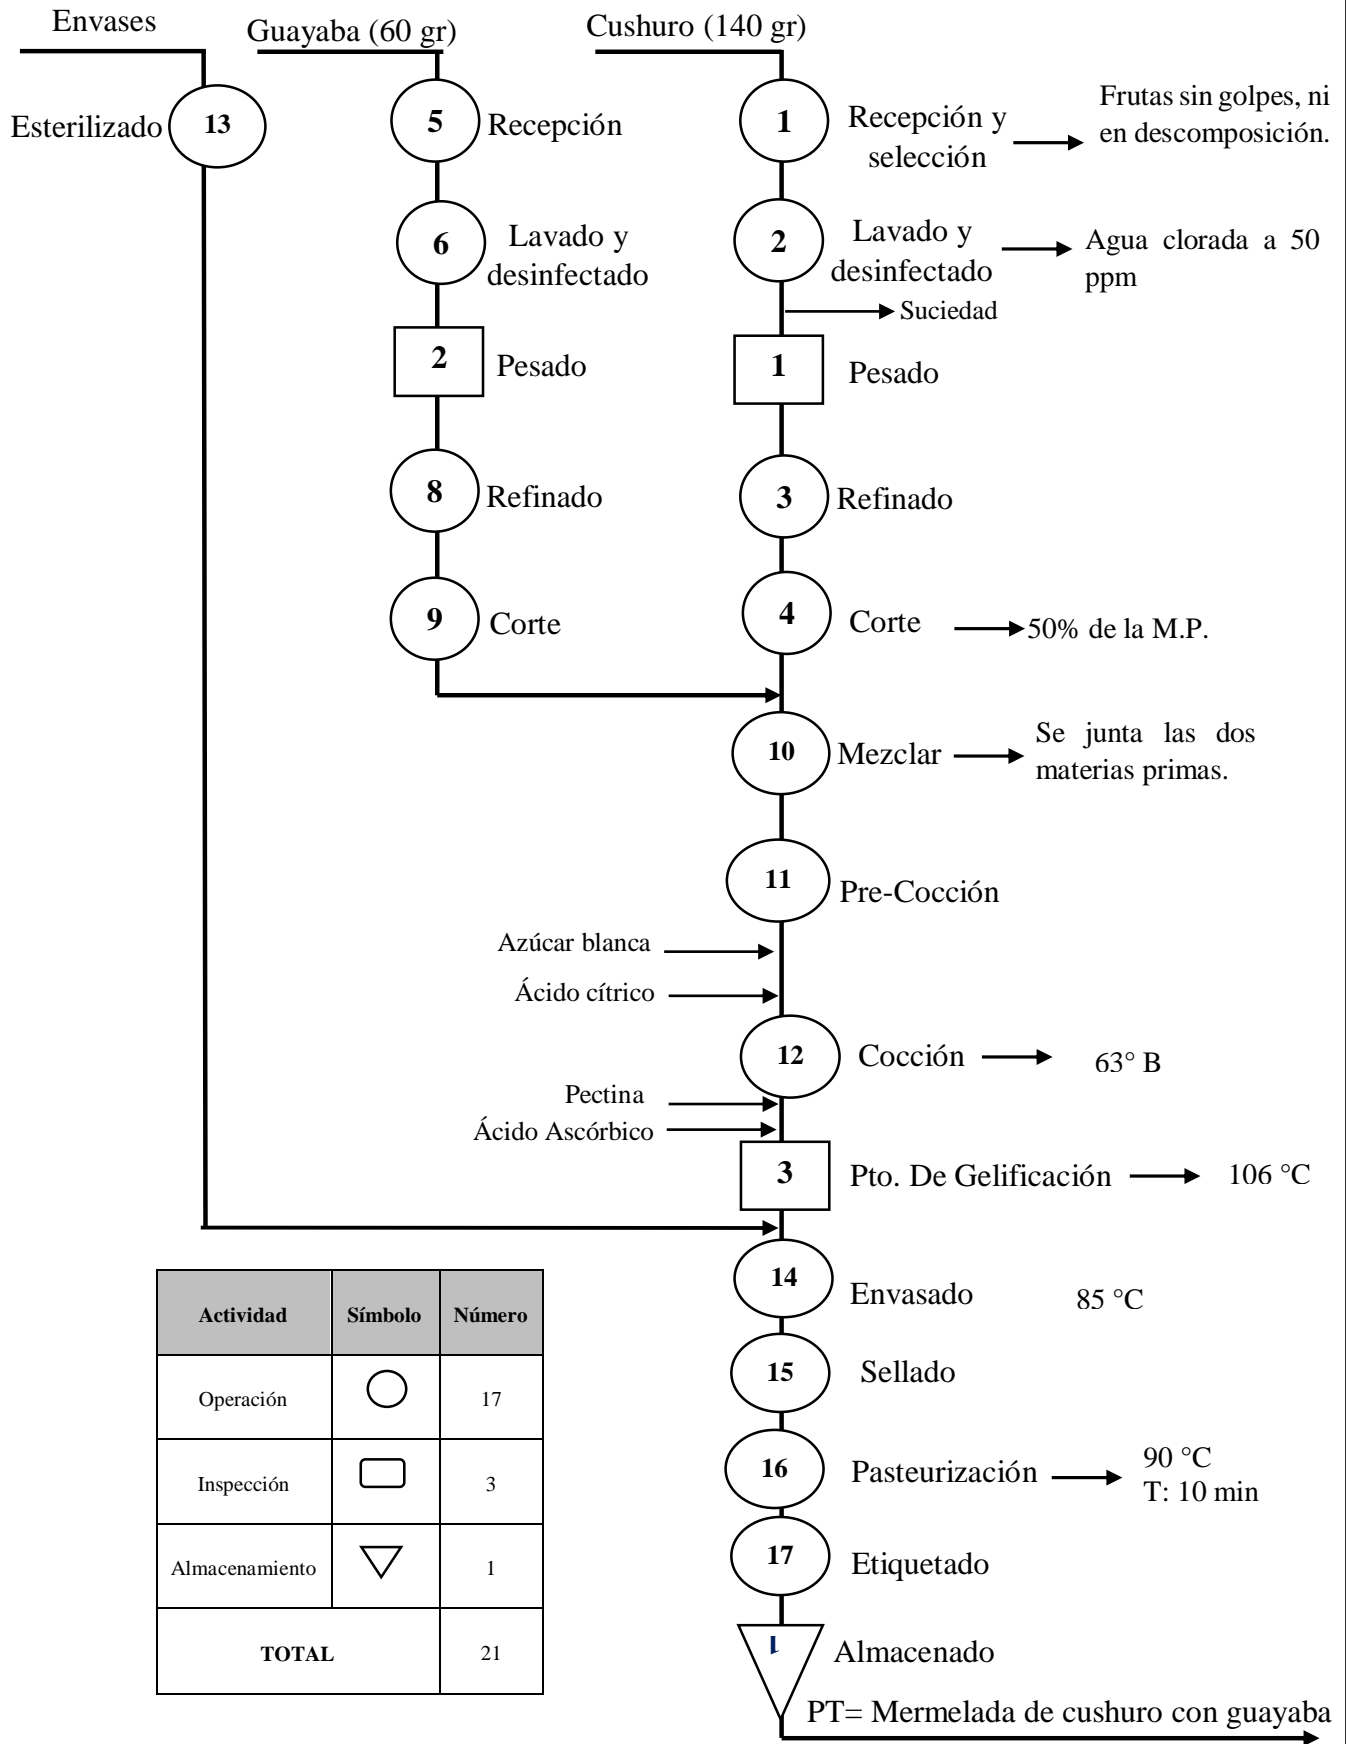 Envases
Guayaba (60 gr)
Cushuro (140 gr)
Esterilizado
13
5
Recepción
1
Recepción y
selección
Frutas sin golpes, ni
en descomposición.
6
Lavado y
desinfectado
2
Lavado y
desinfectado
Agua clorada a 50
ppm
Suciedad
2
Pesado
1
Pesado
8
Refinado
3
Refinado
9
Corte
4
Corte
50% de la M.P.
10
Mezclar
Se junta las dos
materias primas.
11
Pre-Cocción
Azúcar blanca
Ácido cítrico
12
Cocción
63° B
Pectina
Ácido Ascórbico
3
Pto. De Gelificación
106 °C
14
Envasado
85 °C
15
Sellado
16
Pasteurización
90 °C
T: 10 min
17
Etiquetado
1
Almacenado
PT= Mermelada de cushuro con guayaba
Actividad Símbolo Número
Operación 17
Inspección 3
Almacenamiento 1
TOTAL 21